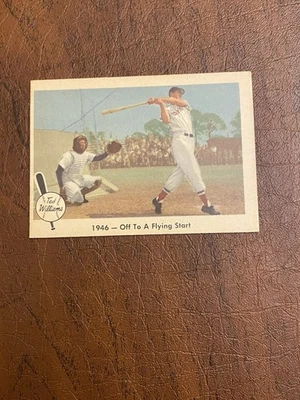 Ted
Williams
1946 — Off To A Flying Start